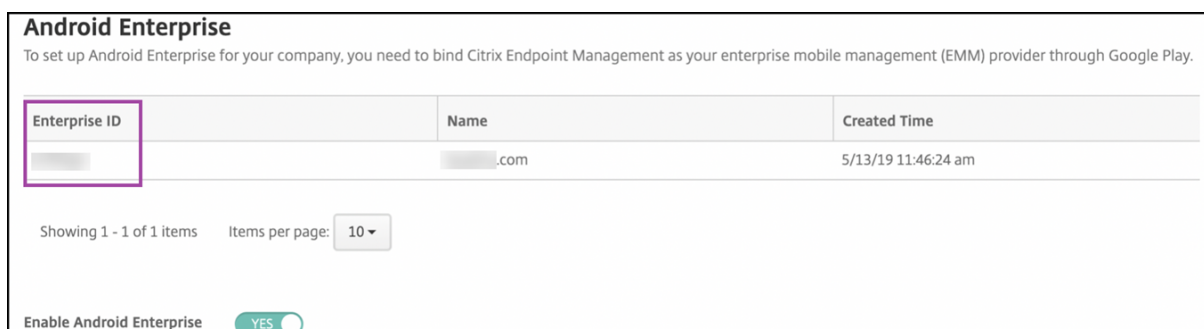 Android Enterprise
To set up Android Enterprise for your company, you need to bind Citrix Endpoint Management as your enterprise mobile management (EMM) provider through Google Play.
Enterprise ID Name Created Time
.com 5/13/19 11:46:24 am
Showing 1 - 1 of 1 items Items per page: 10
Enable Android Enterprise YES